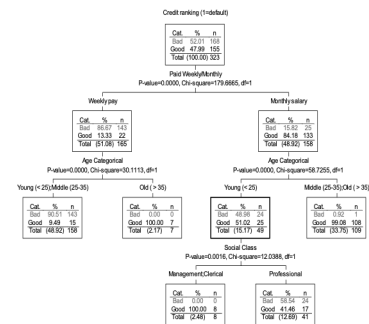 Credit ranking (1=default)
Cat. % n
Bad 52.01 168
Good 47.99 155
Total (100.00) 323
Paid Weekly/Monthly
P-value=0.0000, Chi-square=179.6665, df=1
Weekly pay
Monthly salary
Cat. % n
Bad 86.67 143
Good 13.33 22
Total (51.08) 165
Cat. % n
Bad 15.82 25
Good 84.18 133
Total (48.92) 158
Age Categorical
P-value=0.0000, Chi-square=30.1113, df=1
Age Categorical
P-value=0.0000, Chi-square=58.7255, df=1
Young (< 25);Middle (25-35)
Old ( > 35)
Young (< 25)
Middle (25-35);Old ( > 35)
Cat. % n
Bad 90.51 143
Good 9.49 15
Total (48.92) 158
Cat. % n
Bad 0.00 0
Good 100.00 7
Total (2.17) 7
Cat. % n
Bad 48.98 24
Good 51.02 25
Total (15.17) 49
Cat. % n
Bad 0.92 1
Good 99.08 108
Total (33.75) 109
Social Class
P-value=0.0016, Chi-square=12.0388, df=1
Management;Clerical
Professional
Cat. % n
Bad 0.00 0
Good 100.00 8
Total (2.48) 8
Cat. % n
Bad 58.54 24
Good 41.46 17
Total (12.69) 41